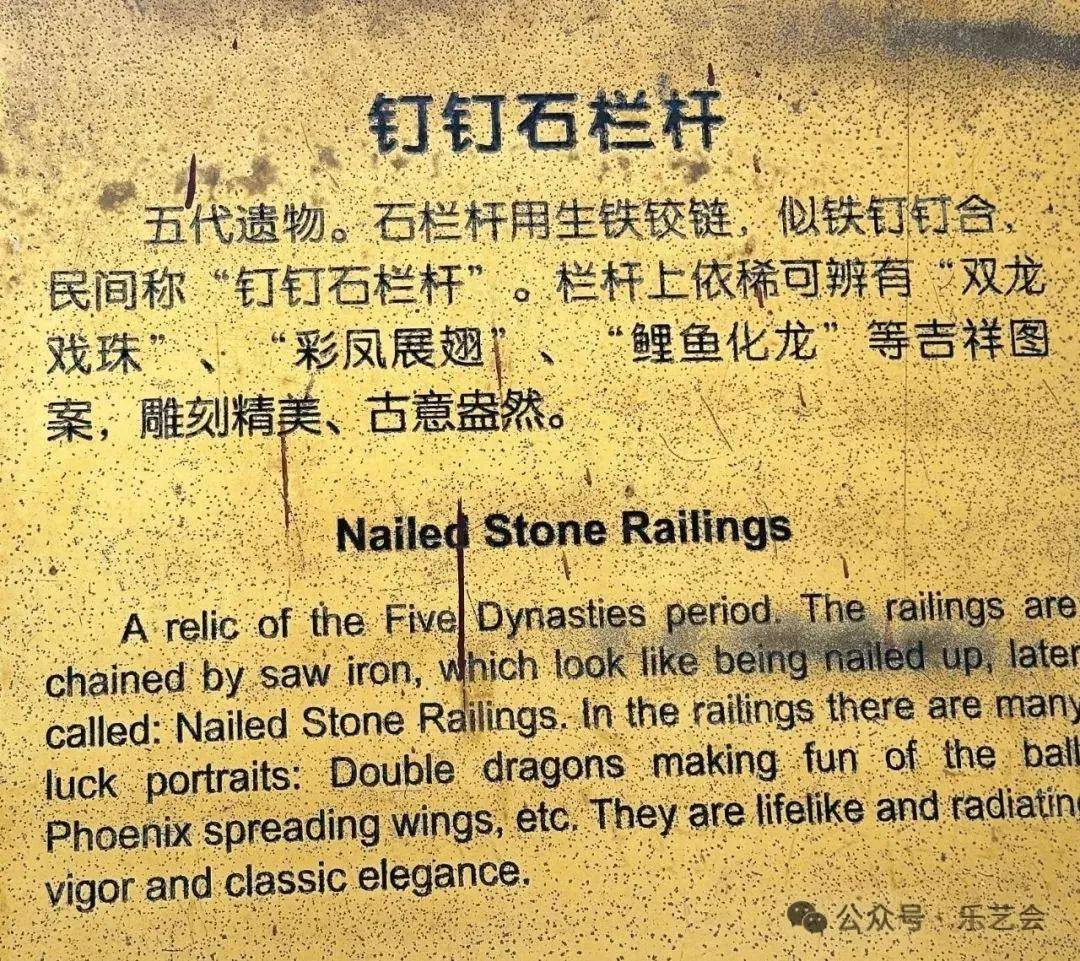 钉钉石栏杆
五代遗物。石栏杆用生铁铰链，似铁钉钉合，
民间称“钉钉石栏杆”。栏杆上依稀可辨有“双龙
戏珠”、“彩凤展翅”、“鲤鱼化龙”等吉祥图
案，雕刻精美、古意盎然。
Nailed Stone Railings
A relic of the Five Dynasties period. The railings are
chained by saw iron, which look like being nailed up, later
called: Nailed Stone Railings. In the railings there are many
luck portraits: Double dragons making fun of the ball
Phoenix spreading wings, etc. They are lifelike and radiating
vigor and classic elegance.
公众号·乐艺会